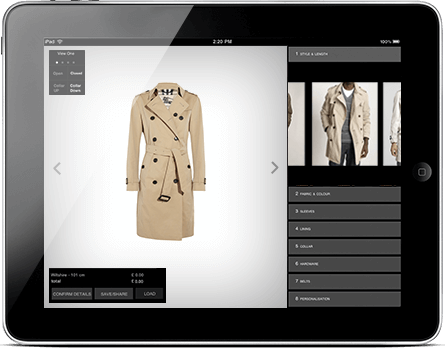 iPad
2:20 PM
100%
View One
Open Closed
Collar UP Collar Down
1 STYLE & LENGTH
2 FABRIC & COLOUR
3 SLEEVES
4 LINING
5 COLLAR
6 HARDWARE
7 BELTS
8 PERSONALISATION
Wiltshire - 101 cm £ 0.00
total
CONFIRM DETAILS SAVE/SHARE LOAD